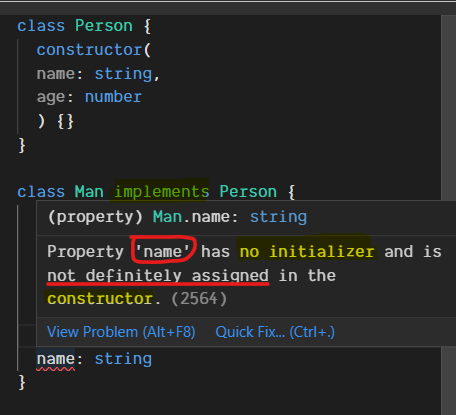 class Person {
constructor(
name: string,
age: number
) {}
}
class Man implements Person {
(property) Man.name: string
Property 'name' has no initializer and is
not definitely assigned in the
constructor. (2564)
View Problem (Alt+F8) Quick Fix... (Ctrl+.)
name: string
}